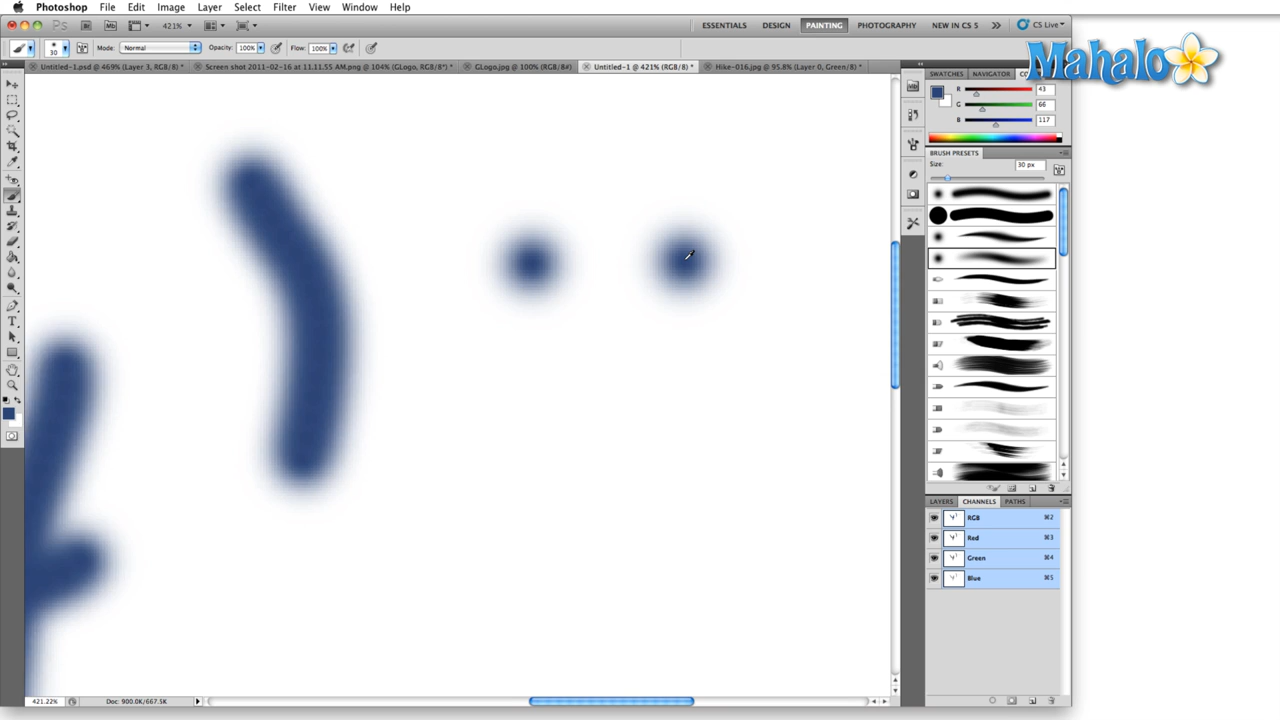 Photoshop File Edit Image Layer Select Filter View Window Help
Ps Br Mb 421% ESSENTIALS DESIGN PAINTING PHOTOGRAPHY NEW IN CS 5 CS Live
30 Mode: Normal Opacity: 100% Flow: 100%
Untitled-1.psd @ 469% (Layer 3, RGB/8) * Screen shot 2011-02-16 at 11.11.55 AM.png @ 104% (GLogo, RGB/8*) * GLogo.jpg @ 100% (RGB/8#) Untitled-1 @ 421% (RGB/8) * Hike-016.jpg @ 95.8% (Layer 0, Green/8) *
Mahalo
SWATCHES NAVIGATOR
R 43
G 66
B 117
BRUSH PRESETS
Size: 30 px
LAYERS CHANNELS PATHS
RGB ⌘2
Red ⌘3
Green ⌘4
Blue ⌘5
421.22% Doc: 900.0K/667.5K